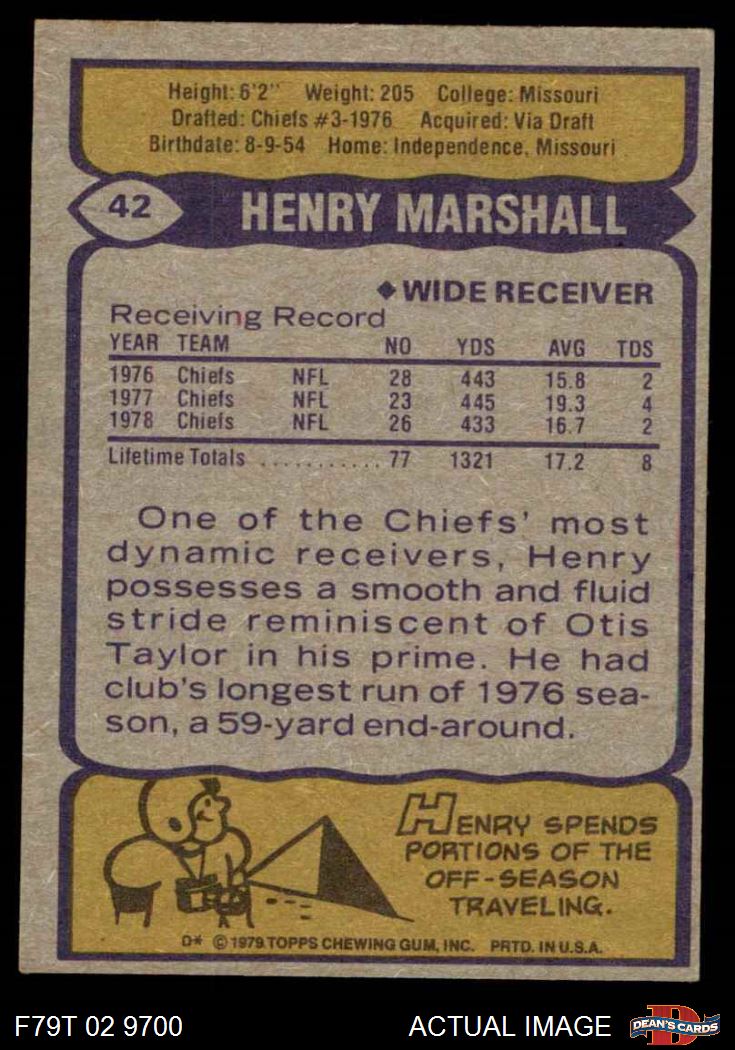 Height: 6'2" Weight: 205 College: Missouri
Drafted: Chiefs #3-1976 Acquired: Via Draft
Birthdate: 8-9-54 Home: Independence, Missouri
42 HENRY MARSHALL
◆ WIDE RECEIVER
Receiving Record
YEAR TEAM NO YDS AVG TDS
1976 Chiefs NFL 28 443 15.8 2
1977 Chiefs NFL 23 445 19.3 4
1978 Chiefs NFL 26 433 16.7 2
Lifetime Totals ........... 77 1321 17.2 8
One of the Chiefs' most
dynamic receivers, Henry
possesses a smooth and fluid
stride reminiscent of Otis
Taylor in his prime. He had
club's longest run of 1976 sea-
son, a 59-yard end-around.
HENRY SPENDS
PORTIONS OF THE
OFF-SEASON
TRAVELING.
D* © 1979 TOPPS CHEWING GUM, INC. PRTD. IN U.S.A.
F79T 02 9700 ACTUAL IMAGE D DEAN'S CARDS